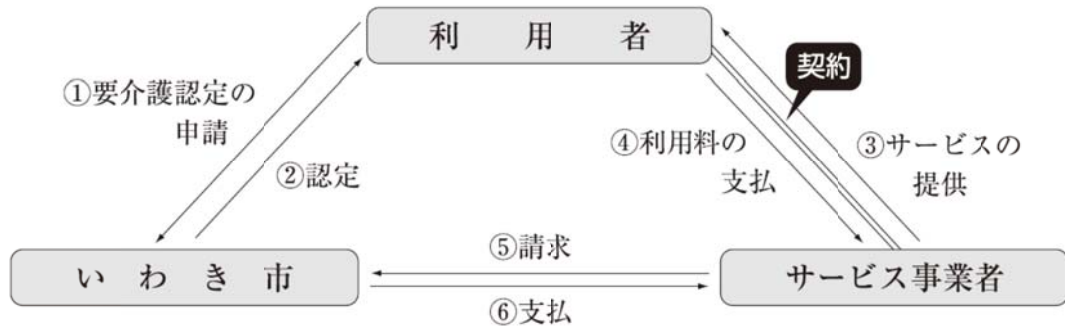 利用者
契約
①要介護認定の
申請
②認定
④利用料の
支払
③サービスの
提供
いわき市
⑤請求
⑥支払
サービス事業者